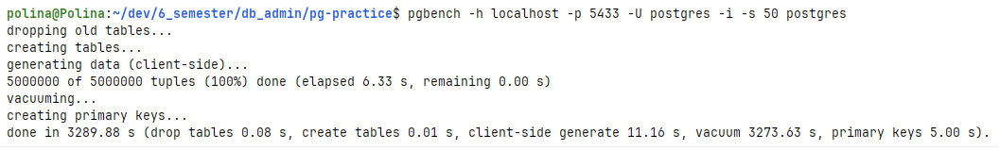 polina@Polina:~/dev/6_semester/db_admin/pg-practice$ pgbench -h localhost -p 5433 -U postgres -i -s 50 postgres
dropping old tables...
creating tables...
generating data (client-side)...
5000000 of 5000000 tuples (100%) done (elapsed 6.33 s, remaining 0.00 s)
vacuuming...
creating primary keys...
done in 3289.88 s (drop tables 0.08 s, create tables 0.01 s, client-side generate 11.16 s, vacuum 3273.63 s, primary keys 5.00 s).